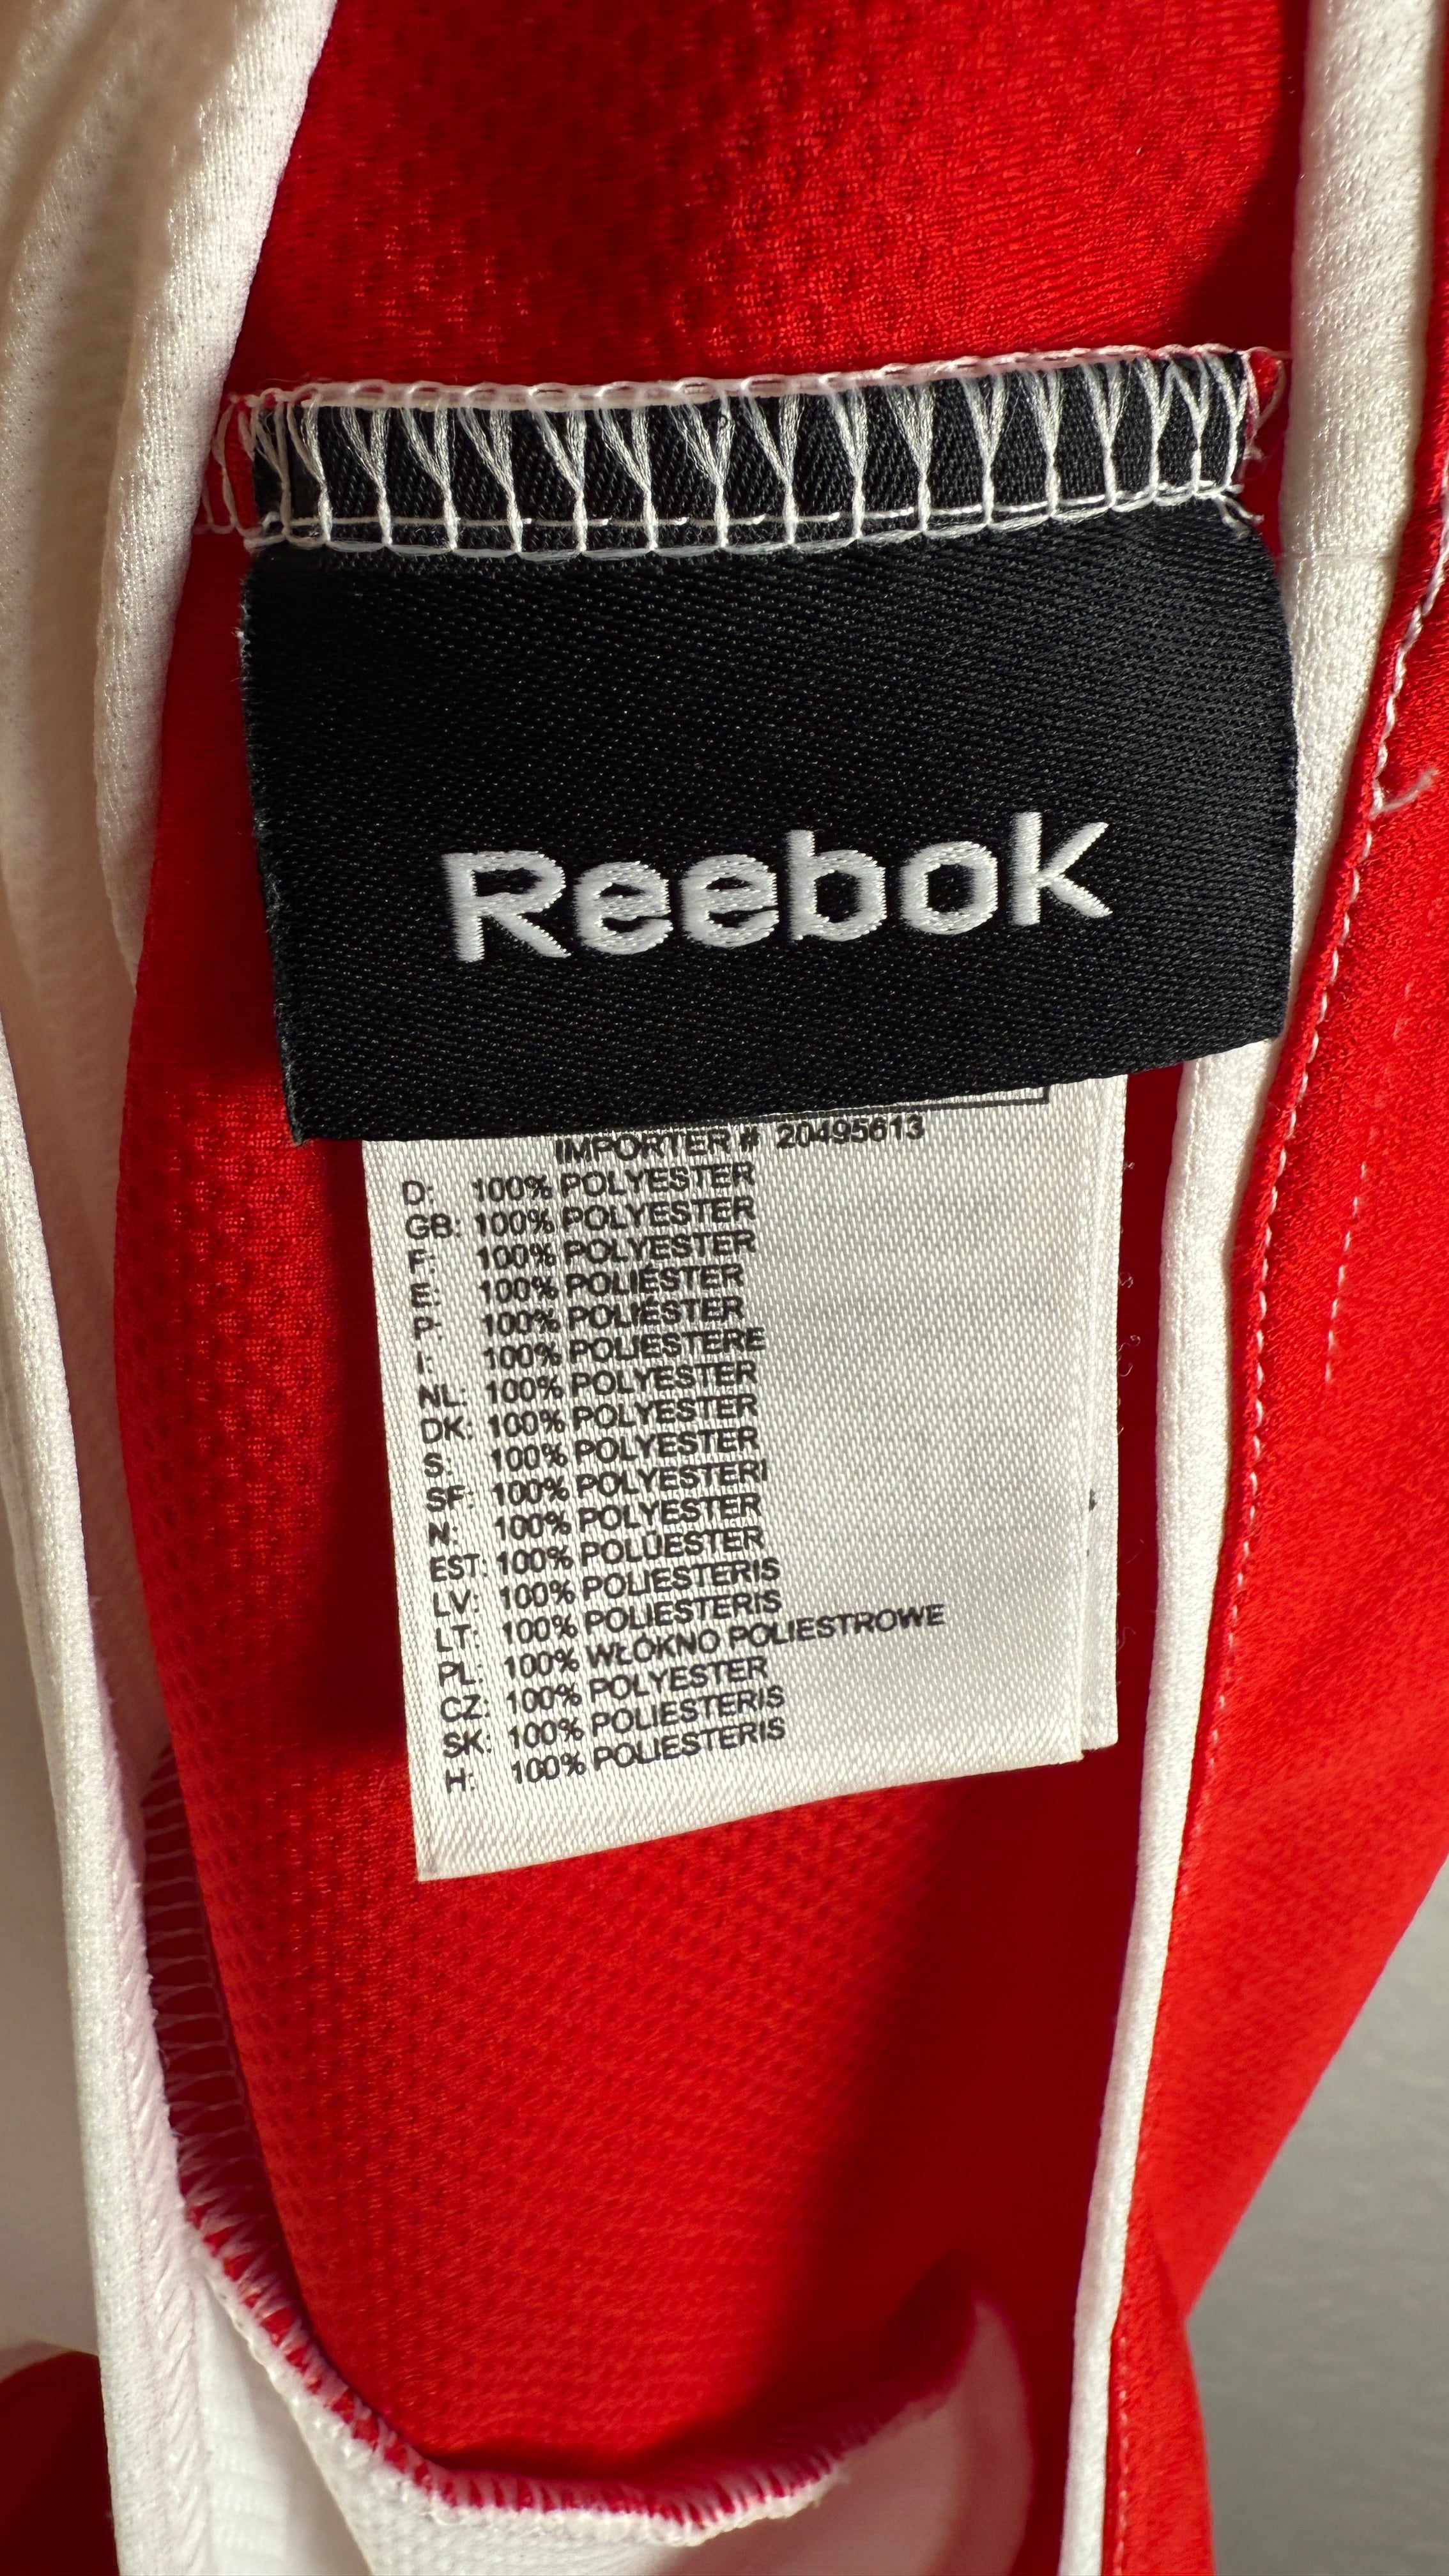 Reebok
IMPORTER # 20495613
D: 100% POLYESTER
GB: 100% POLYESTER
F: 100% POLYESTER
E: 100% POLIÉSTER
P: 100% POLIÉSTER
I: 100% POLIESTERE
NL: 100% POLYESTER
DK: 100% POLYESTER
S: 100% POLYESTER
SF: 100% POLYESTERI
N: 100% POLYESTER
EST: 100% POLÜESTER
LV: 100% POLIESTERIS
LT: 100% POLIESTERIS
PL: 100% WŁÓKNO POLIESTROWE
CZ: 100% POLYESTER
SK: 100% POLIESTERIS
H: 100% POLIESTERIS